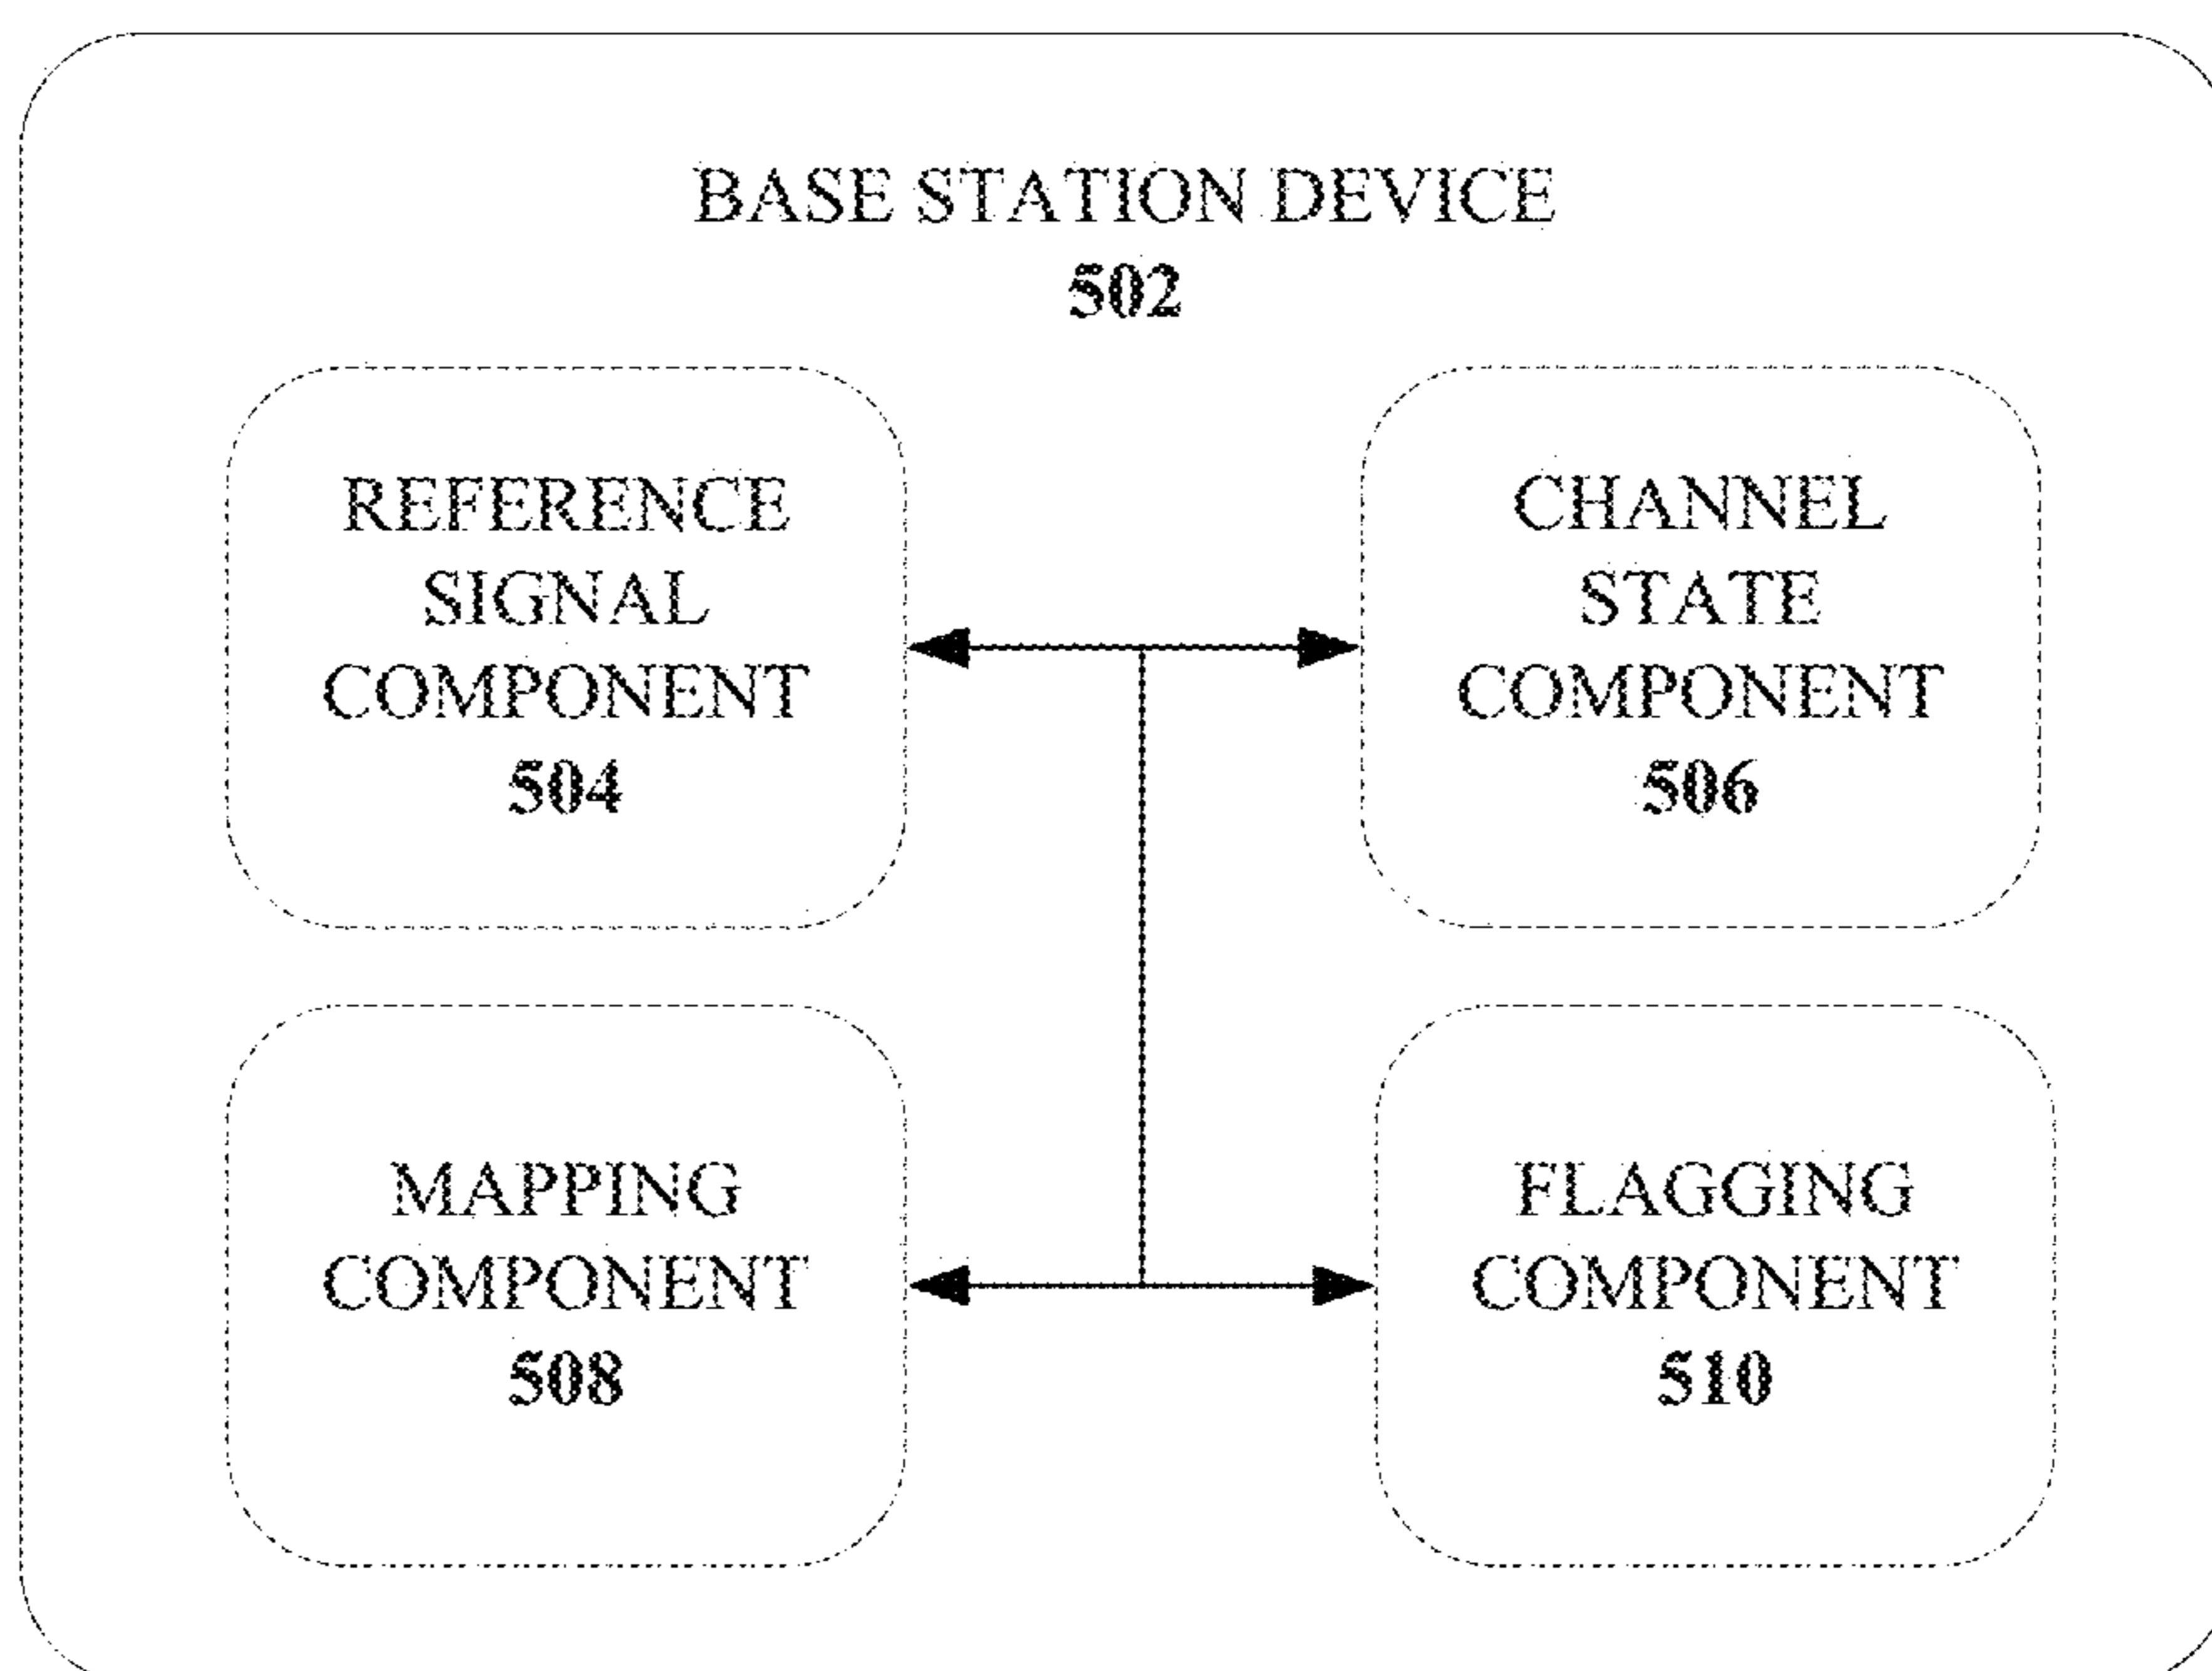 BASE STATION DEVICE
502
REFERENCE
SIGNAL
COMPONENT
504
CHANNEL
STATE
COMPONENT
506
MAPPING
COMPONENT
508
FLAGGING
COMPONENT
510